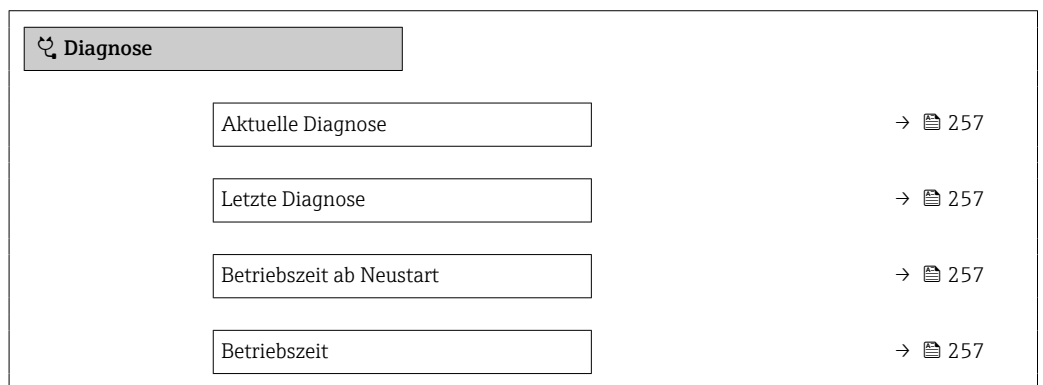 Diagnose
Aktuelle Diagnose → 257
Letzte Diagnose → 257
Betriebszeit ab Neustart → 257
Betriebszeit → 257